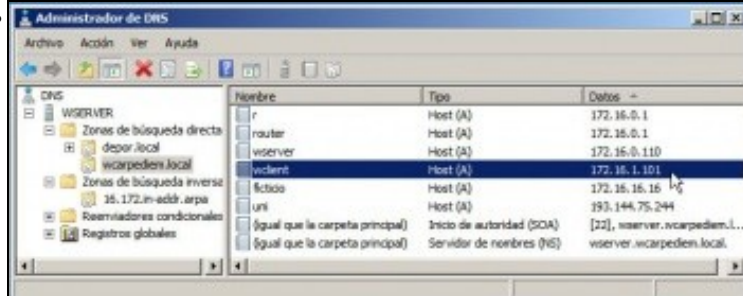 Administrador de DNS
Archivo Acción Ver Ayuda
DNS
WSERVER
Zonas de búsqueda directa
depor.local
wcarpediem.local
Zonas de búsqueda inversa
16.172.in-addr.arpa
Reenviadores condicionales
Registros globales
Nombre Tipo Datos
r Host (A) 172.16.0.1
router Host (A) 172.16.0.1
wserver Host (A) 172.16.0.110
wclient Host (A) 172.16.1.101
ficticio Host (A) 172.16.16.16
uni Host (A) 193.144.75.244
(igual que la carpeta principal) Inicio de autoridad (SOA) [22], wserver.wcarpediem.l...
(igual que la carpeta principal) Servidor de nombres (NS) wserver.wcarpediem.local.